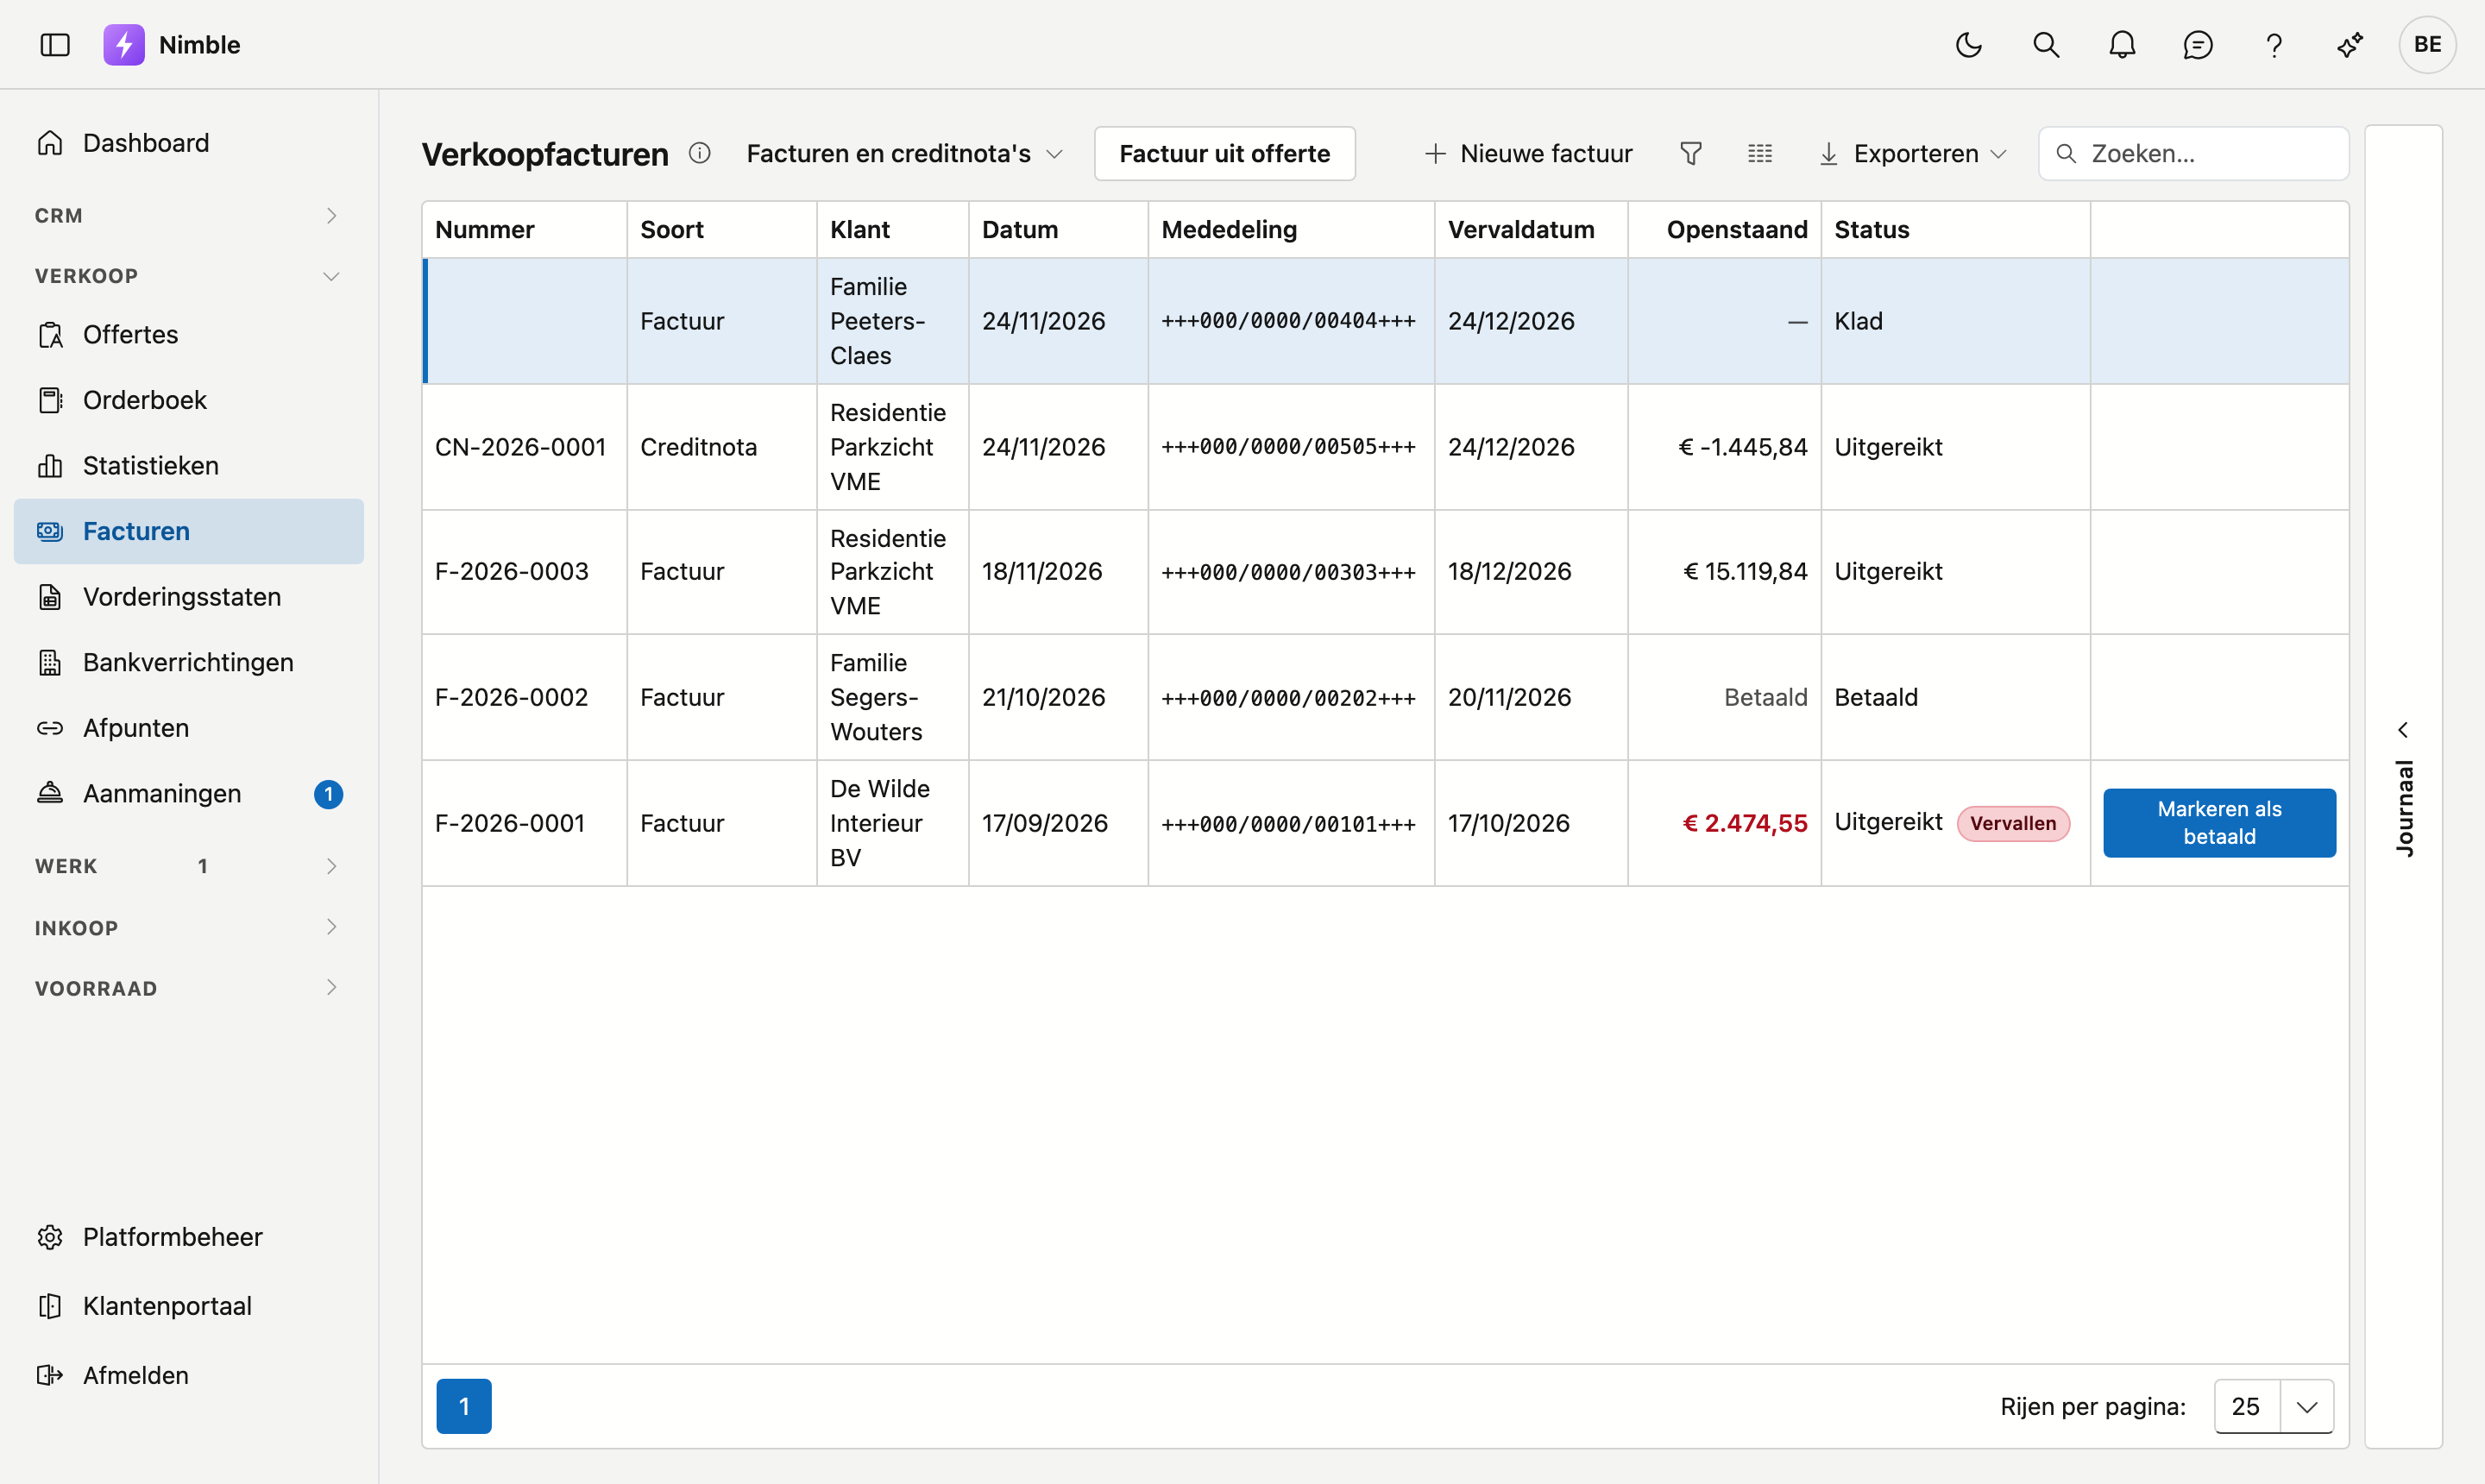 Nimble
BE
Dashboard
CRM
VERKOOP
Offertes
Orderboek
Statistieken
Facturen
Vorderingsstaten
Bankverrichtingen
Afpunten
Aanmaningen 1
WERK 1
INKOOP
VOORRAAD
Platformbeheer
Klantenportaal
Afmelden
Verkoopfacturen Facturen en creditnota's Factuur uit offerte Nieuwe factuur Exporteren Zoeken...
Nummer Soort Klant Datum Mededeling Vervaldatum Openstaand Status
Factuur Familie Peeters-Claes 24/11/2026 +++000/0000/00404+++ 24/12/2026 — Klad
CN-2026-0001 Creditnota Residentie Parkzicht VME 24/11/2026 +++000/0000/00505+++ 24/12/2026 € -1.445,84 Uitgereikt
F-2026-0003 Factuur Residentie Parkzicht VME 18/11/2026 +++000/0000/00303+++ 18/12/2026 € 15.119,84 Uitgereikt
F-2026-0002 Factuur Familie Segers-Wouters 21/10/2026 +++000/0000/00202+++ 20/11/2026 Betaald Betaald
F-2026-0001 Factuur De Wilde Interieur BV 17/09/2026 +++000/0000/00101+++ 17/10/2026 € 2.474,55 Uitgereikt Vervallen Markeren als betaald
1
Rijen per pagina: 25
Journaal